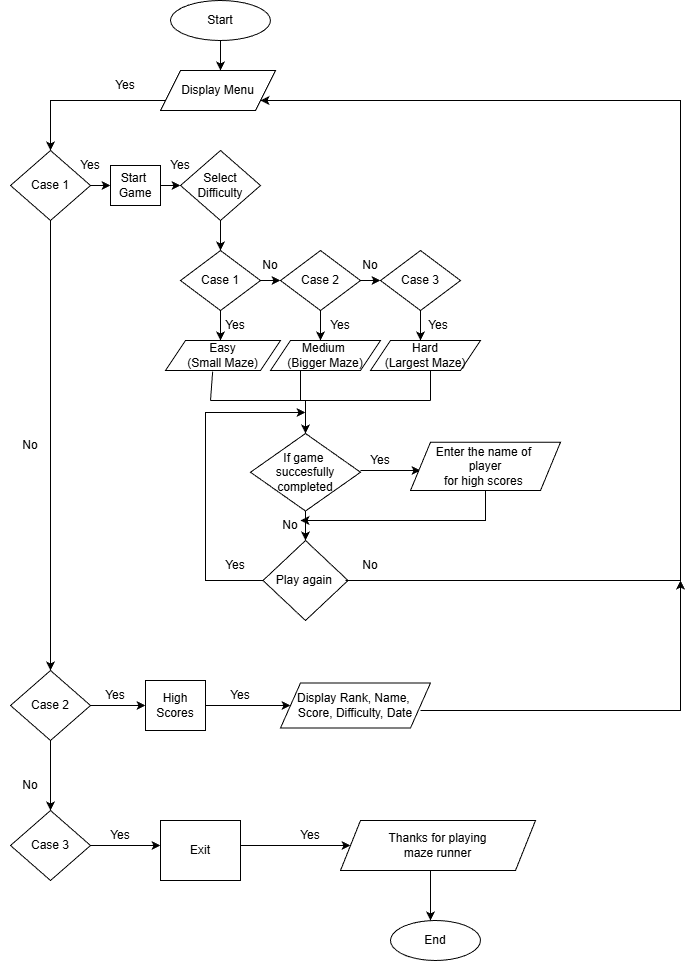 Start
Yes
Display Menu
Case 1
Yes
Start
Game
Yes
Select
Difficulty
Case 1
No
Case 2
No
Case 3
Yes
Yes
Yes
Easy
(Small Maze)
Medium
(Bigger Maze)
Hard
(Largest Maze)
No
If game
succesfully
completed
Yes
Enter the name of
player
for high scores
No
Yes
Play again
No
Case 2
Yes
High
Scores
Yes
Display Rank, Name,
Score, Difficulty, Date
No
Case 3
Yes
Exit
Yes
Thanks for playing
maze runner
End